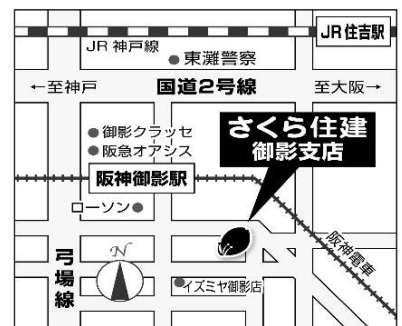 JR住吉駅
JR 神戸線
東灘警察
←至神戸
国道2号線
至大阪→
さくら住建
御影支店
御影クラッセ
阪急オアシス
阪神御影駅
ローソン
阪神電車
弓場線
N
イズミヤ御影店